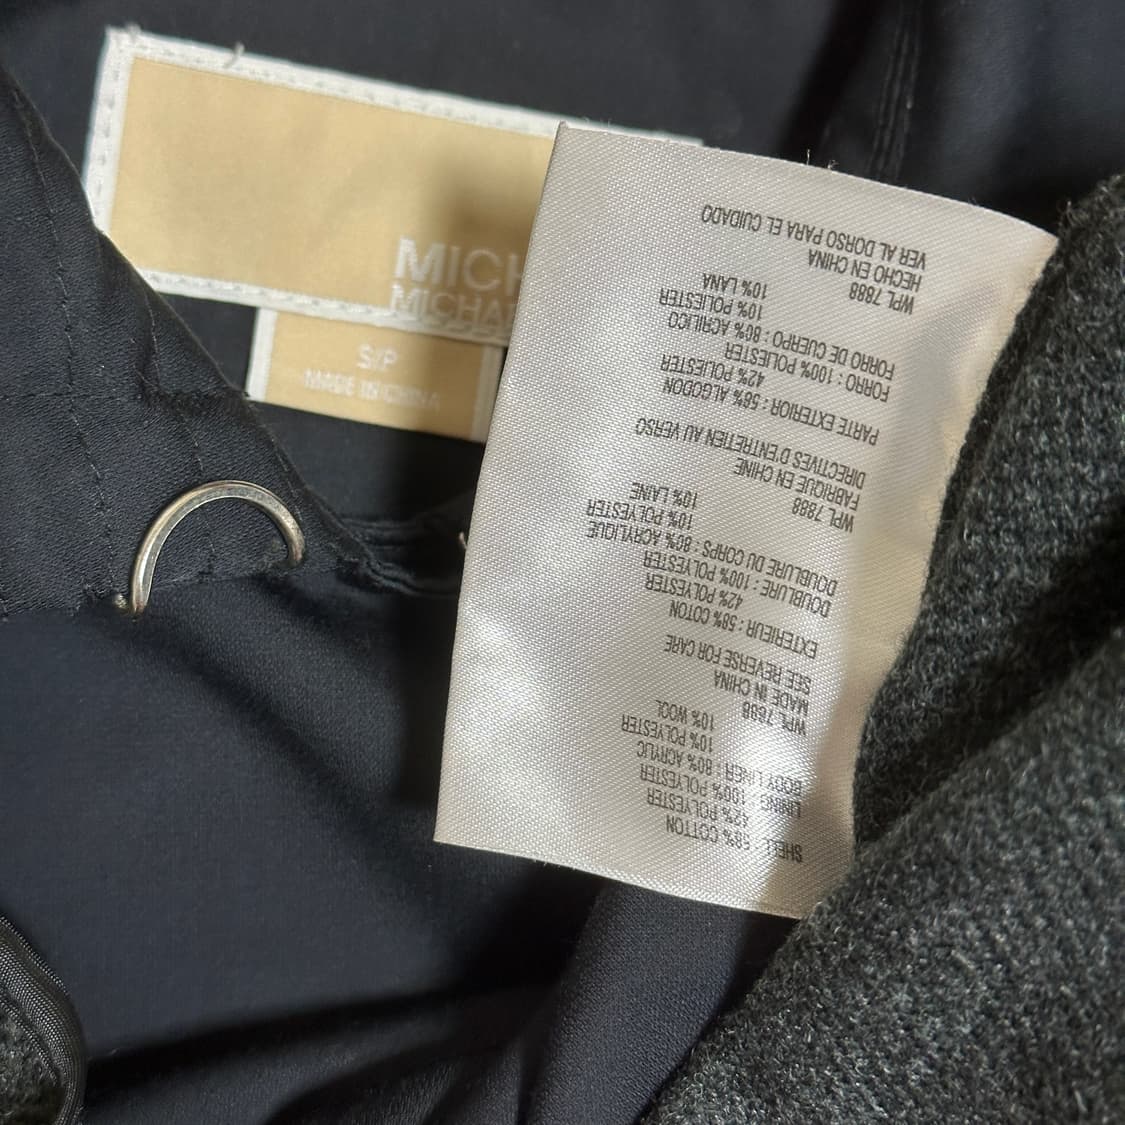 MICH
MICHA
S/P
MADE IN CHINA
SHELL : 58% COTTON
42% POLYESTER
LINING : 100% POLYESTER
BODY LINER : 80% ACRYLIC
10% POLYESTER
10% WOOL
WPL 7888
MADE IN CHINA
SEE REVERSE FOR CARE
EXTERIEUR : 58% COTON
42% POLYESTER
DOUBLURE : 100% POLYESTER
DOUBLURE DU CORPS : 80% ACRYLIQUE
10% POLYESTER
10% LAINE
WPL 7888
FABRIQUE EN CHINE
DIRECTIVES D'ENTRETIEN AU VERSO
PARTE EXTERIOR : 58% ALGODON
42% POLIESTER
FORRO : 100% POLIESTER
FORRO DE CUERPO : 80% ACRILICO
10% POLIESTER
10% LANA
WPL 7888
HECHO EN CHINA
VER AL DORSO PARA EL CUIDADO